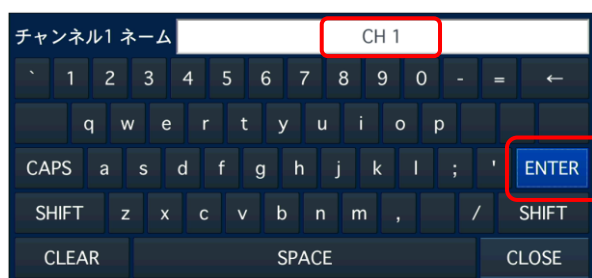 チャンネル1 ネーム CH 1
` 1 2 3 4 5 6 7 8 9 0 - = ←
q w e r t y u i o p
CAPS a s d f g h j k l ; ' ENTER
SHIFT z x c v b n m , / SHIFT
CLEAR SPACE CLOSE